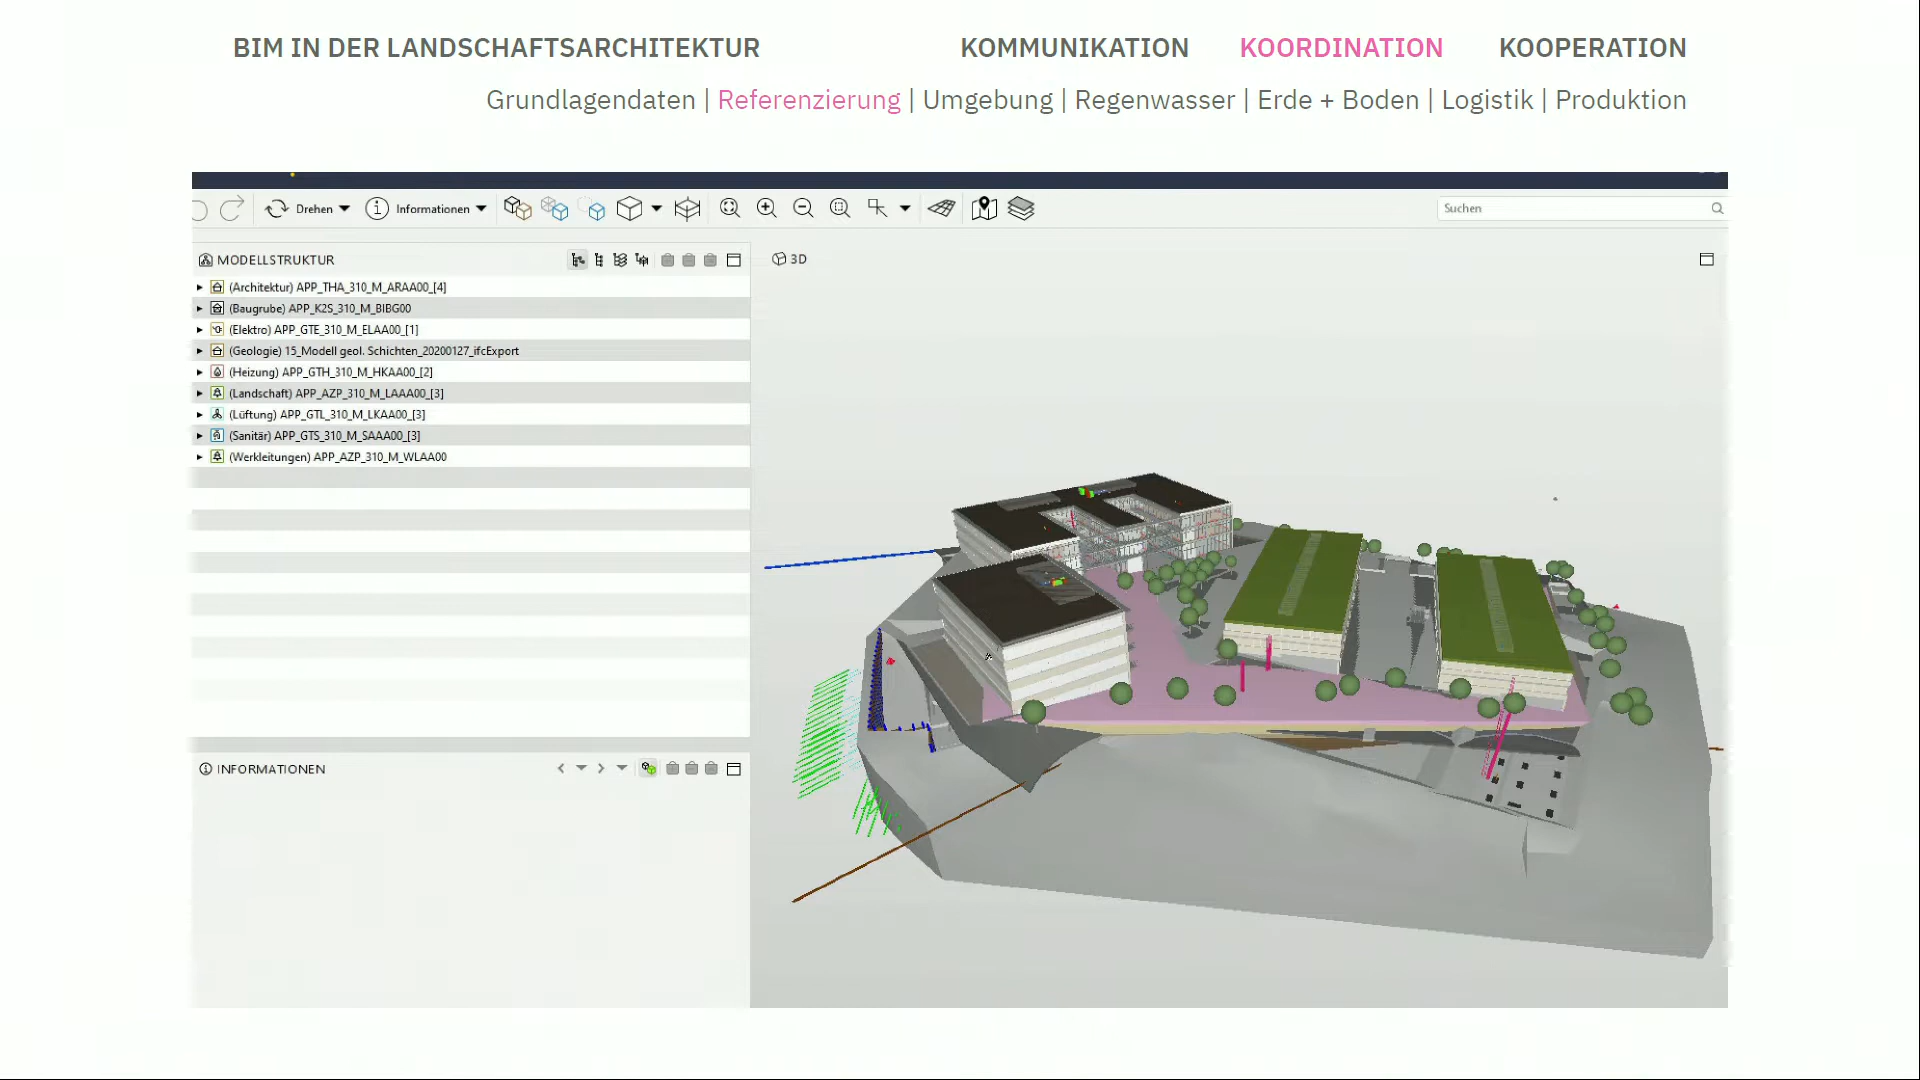 BIM IN DER LANDSCHAFTSARCHITEKTUR KOMMUNIKATION KOORDINATION KOOPERATION
Grundlagendaten | Referenzierung | Umgebung | Regenwasser | Erde + Boden | Logistik | Produktion
Drehen Informationen Suchen
MODELLSTRUKTUR
3D
(Architektur) APP_THA_310_M_ARAA00_[4]
(Baugrube) APP_K2S_310_M_BIBG00
(Elektro) APP_GTE_310_M_ELAA00_[1]
(Geologie) 15_Modell geol. Schichten_20200127_ifcExport
(Heizung) APP_GTH_310_M_HKAA00_[2]
(Landschaft) APP_AZP_310_M_LAAA00_[3]
(Lüftung) APP_GTL_310_M_LKAA00_[3]
(Sanitär) APP_GTS_310_M_SAAA00_[3]
(Werkleitungen) APP_AZP_310_M_WLAA00
INFORMATIONEN